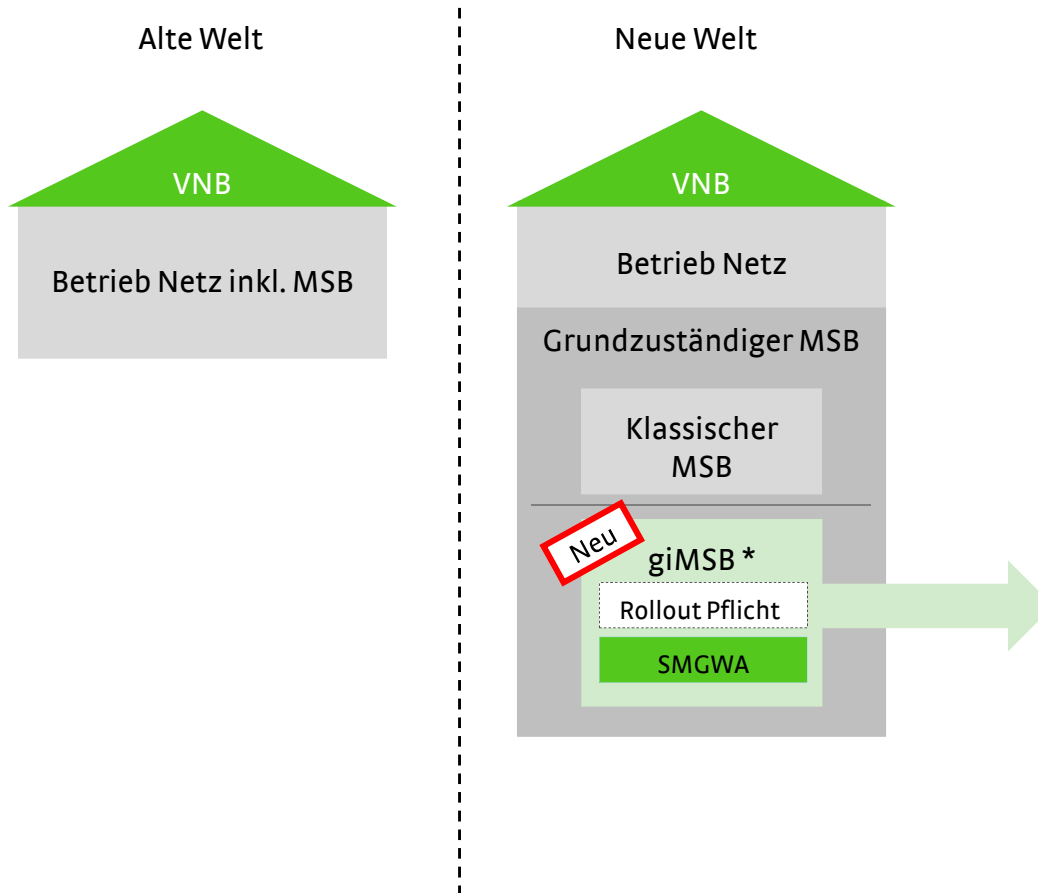 Alte Welt
VNB
Betrieb Netz inkl. MSB
Neue Welt
VNB
Betrieb Netz
Grundzuständiger MSB
Klassischer
MSB
Neu
giMSB *
Rollout Pflicht
SMGWA